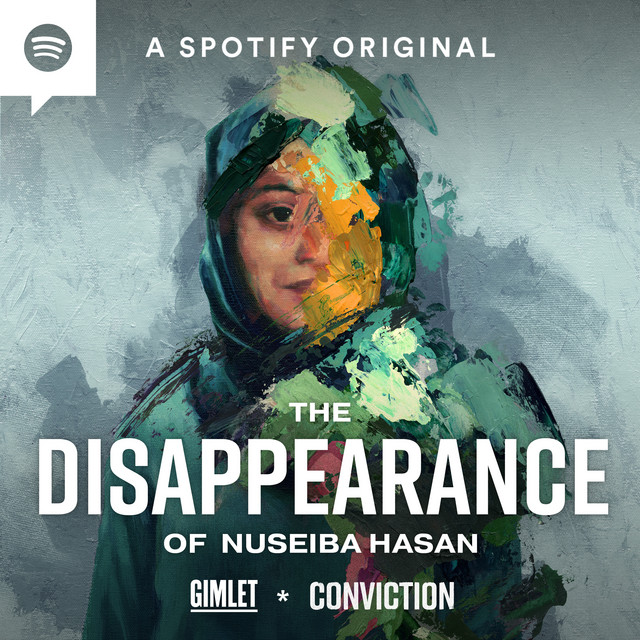 A SPOTIFY ORIGINAL
THE
DISAPPEARANCE
OF NUSEIBA HASAN
GIMLET * CONVICTION